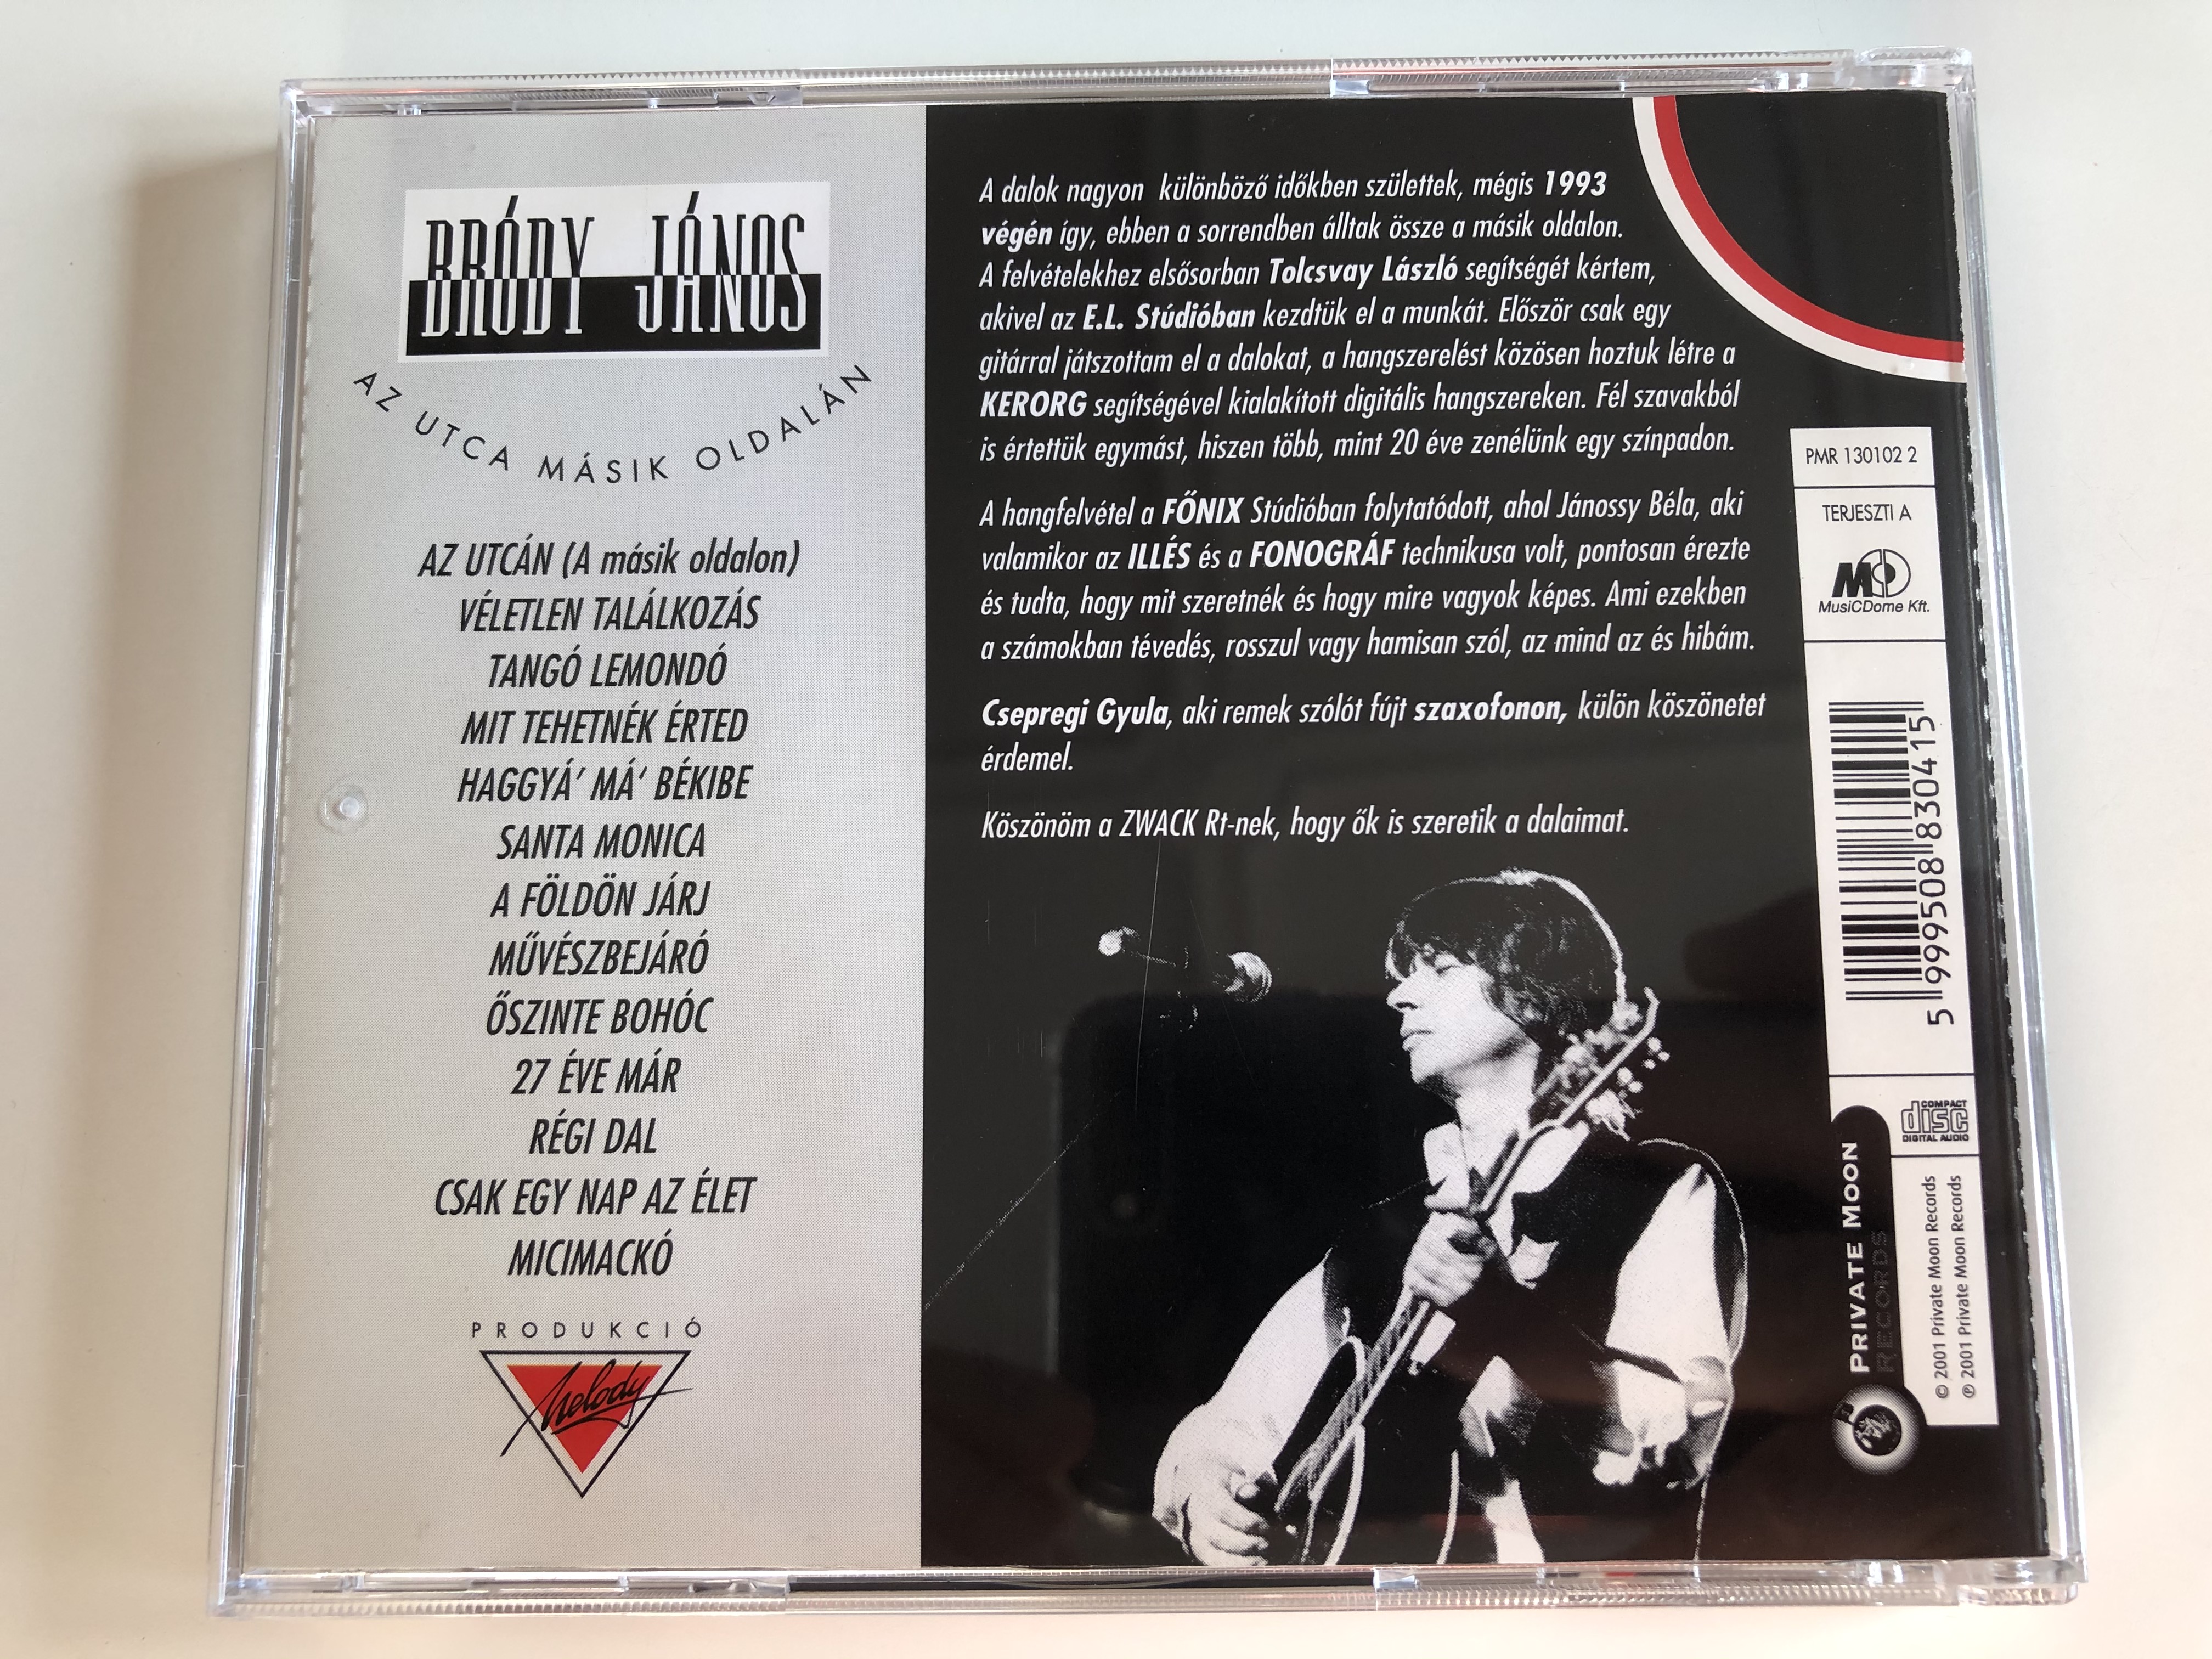 BRÓDY JÁNOS
AZ UTCA MÁSIK OLDALÁN
AZ UTCÁN (A másik oldalon)
VÉLETLEN TALÁLKOZÁS
TANGÓ LEMONDÓ
MIT TEHETNÉK ÉRTED
HAGGYÁ' MÁ' BÉKIBE
SANTA MONICA
A FÖLDÖN JÁRJ
MŰVÉSZBEJÁRÓ
ŐSZINTE BOHÓC
27 ÉVE MÁR
RÉGI DAL
CSAK EGY NAP AZ ÉLET
MICIMACKÓ
PRODUKCIÓ
Melody
A dalok nagyon különböző időkben születtek, mégis 1993
végén így, ebben a sorrendben álltak össze a másik oldalon.
A felvételekhez elsősorban Tolcsvay László segítségét kértem,
akivel az E.L. Stúdióban kezdtük el a munkát. Először csak egy
gitárral játszottam el a dalokat, a hangszerelést közösen hoztuk létre a
KERORG segítségével kialakított digitális hangszereken. Fél szavakból
is értettük egymást, hiszen több, mint 20 éve zenélünk egy színpadon.
A hangfelvétel a FŐNIX Stúdióban folytatódott, ahol Jánossy Béla, aki
valamikor az ILLÉS és a FONOGRÁF technikusa volt, pontosan érezte
és tudta, hogy mit szeretnék és hogy mire vagyok képes. Ami ezekben
a számokban tévedés, rosszul vagy hamisan szól, az mind az és hibám.
Csepregi Gyula, aki remek szólót fújt szaxofonon, külön köszönetet
érdemel.
Köszönöm a ZWACK Rt-nek, hogy ők is szeretik a dalaimat.
PMR 130102 2
TERJESZTI A
MD
MusiCDome Kft.
5 999508 830415
COMPACT
disc
DIGITAL AUDIO
PRIVATE MOON
RECORDS
© 2001 Private Moon Records
℗ 2001 Private Moon Records